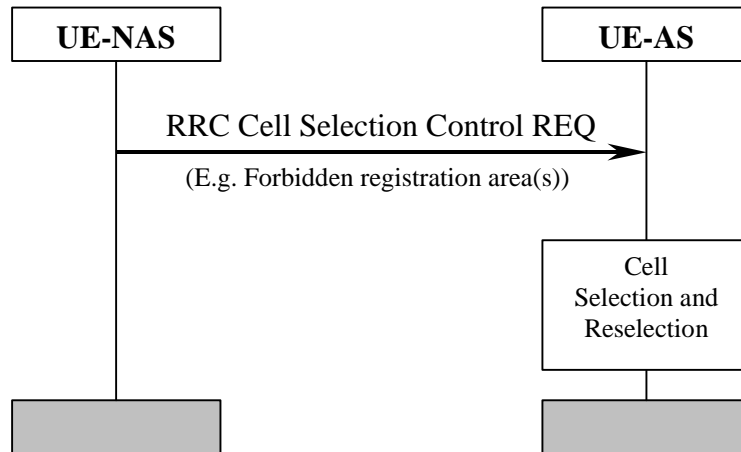 UE-NAS
UE-AS
RRC Cell Selection Control REQ
(E.g. Forbidden registration area(s))
Cell
Selection and
Reselection